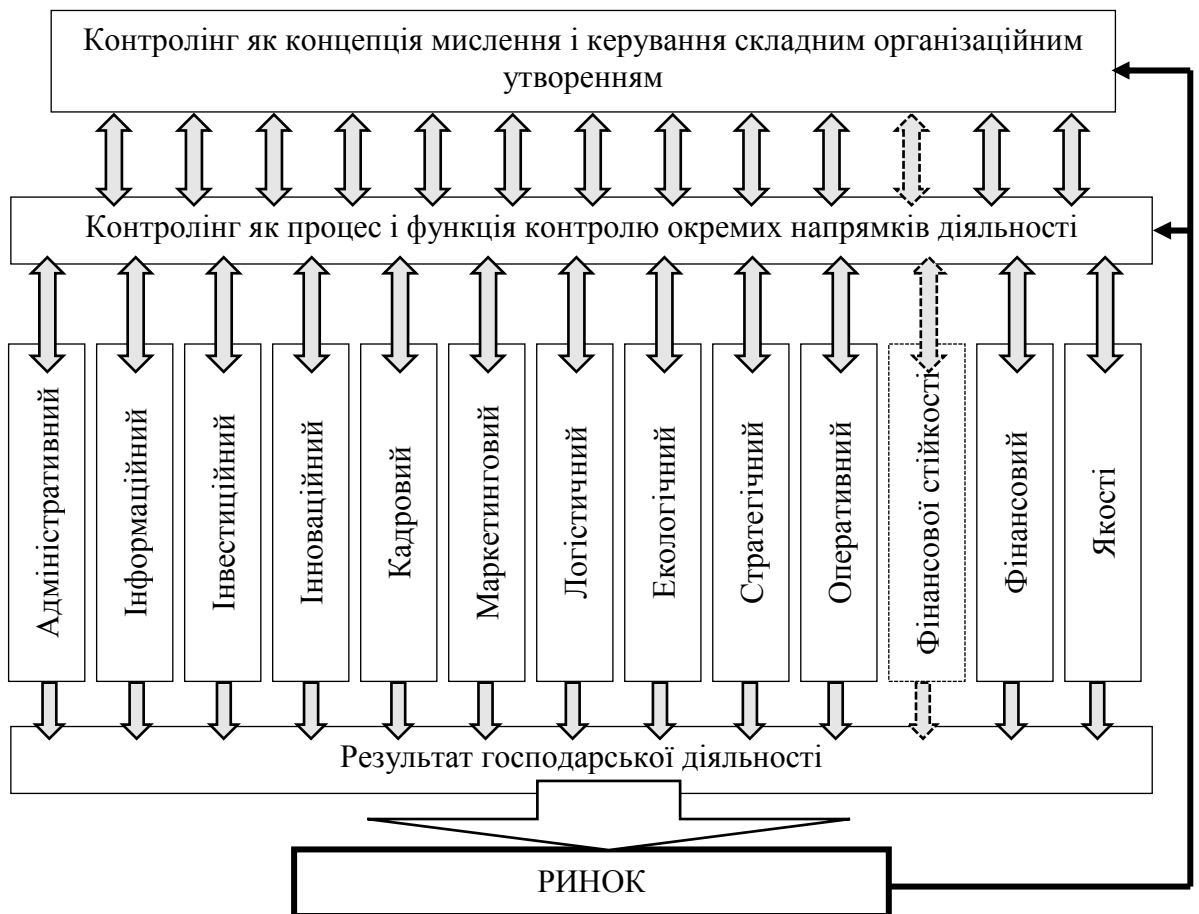 Контролінг як концепція мислення і керування складним організаційним
утворенням
Контролінг як процес і функція контролю окремих напрямків діяльності
Адміністративний
Інформаційний
Інвестиційний
Інноваційний
Кадровий
Маркетинговий
Логістичний
Екологічний
Стратегічний
Оперативний
Фінансової стійкості
Фінансовий
Якості
Результат господарської діяльності
РИНОК